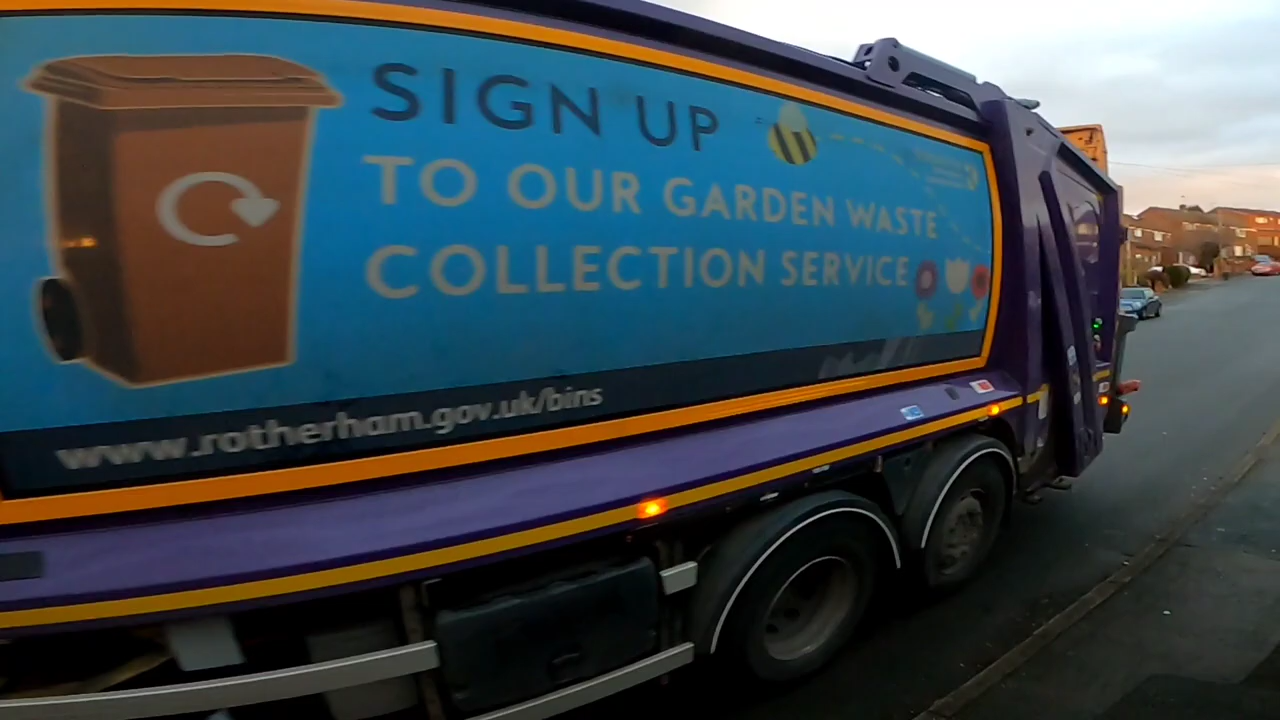 SIGN UP
TO OUR GARDEN WASTE
COLLECTION SERVICE
www.rotherham.gov.uk/bins